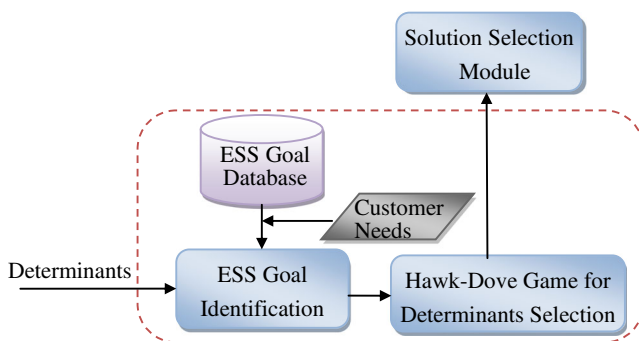 Solution Selection
Module
ESS Goal
Database
Customer
Needs
Determinants
ESS Goal
Identification
Hawk-Dove Game for
Determinants Selection